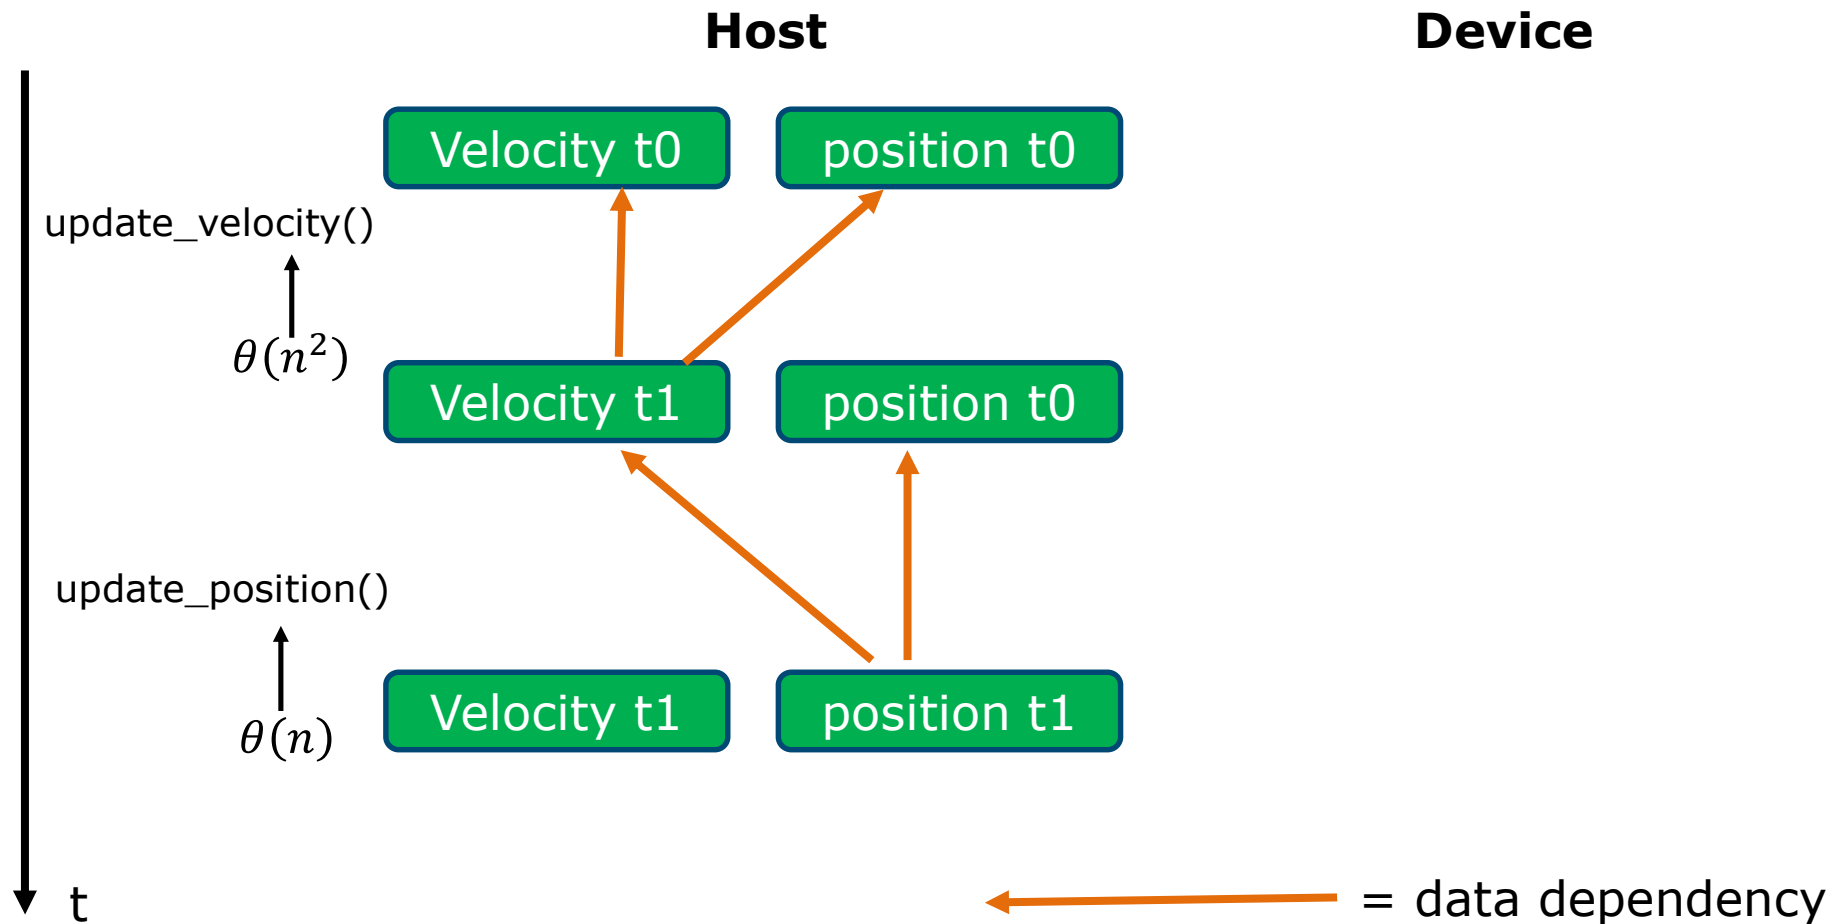 Host
Device
Velocity t0
position t0
update_velocity()
θ(n²)
Velocity t1
position t0
update_position()
θ(n)
Velocity t1
position t1
t
= data dependency